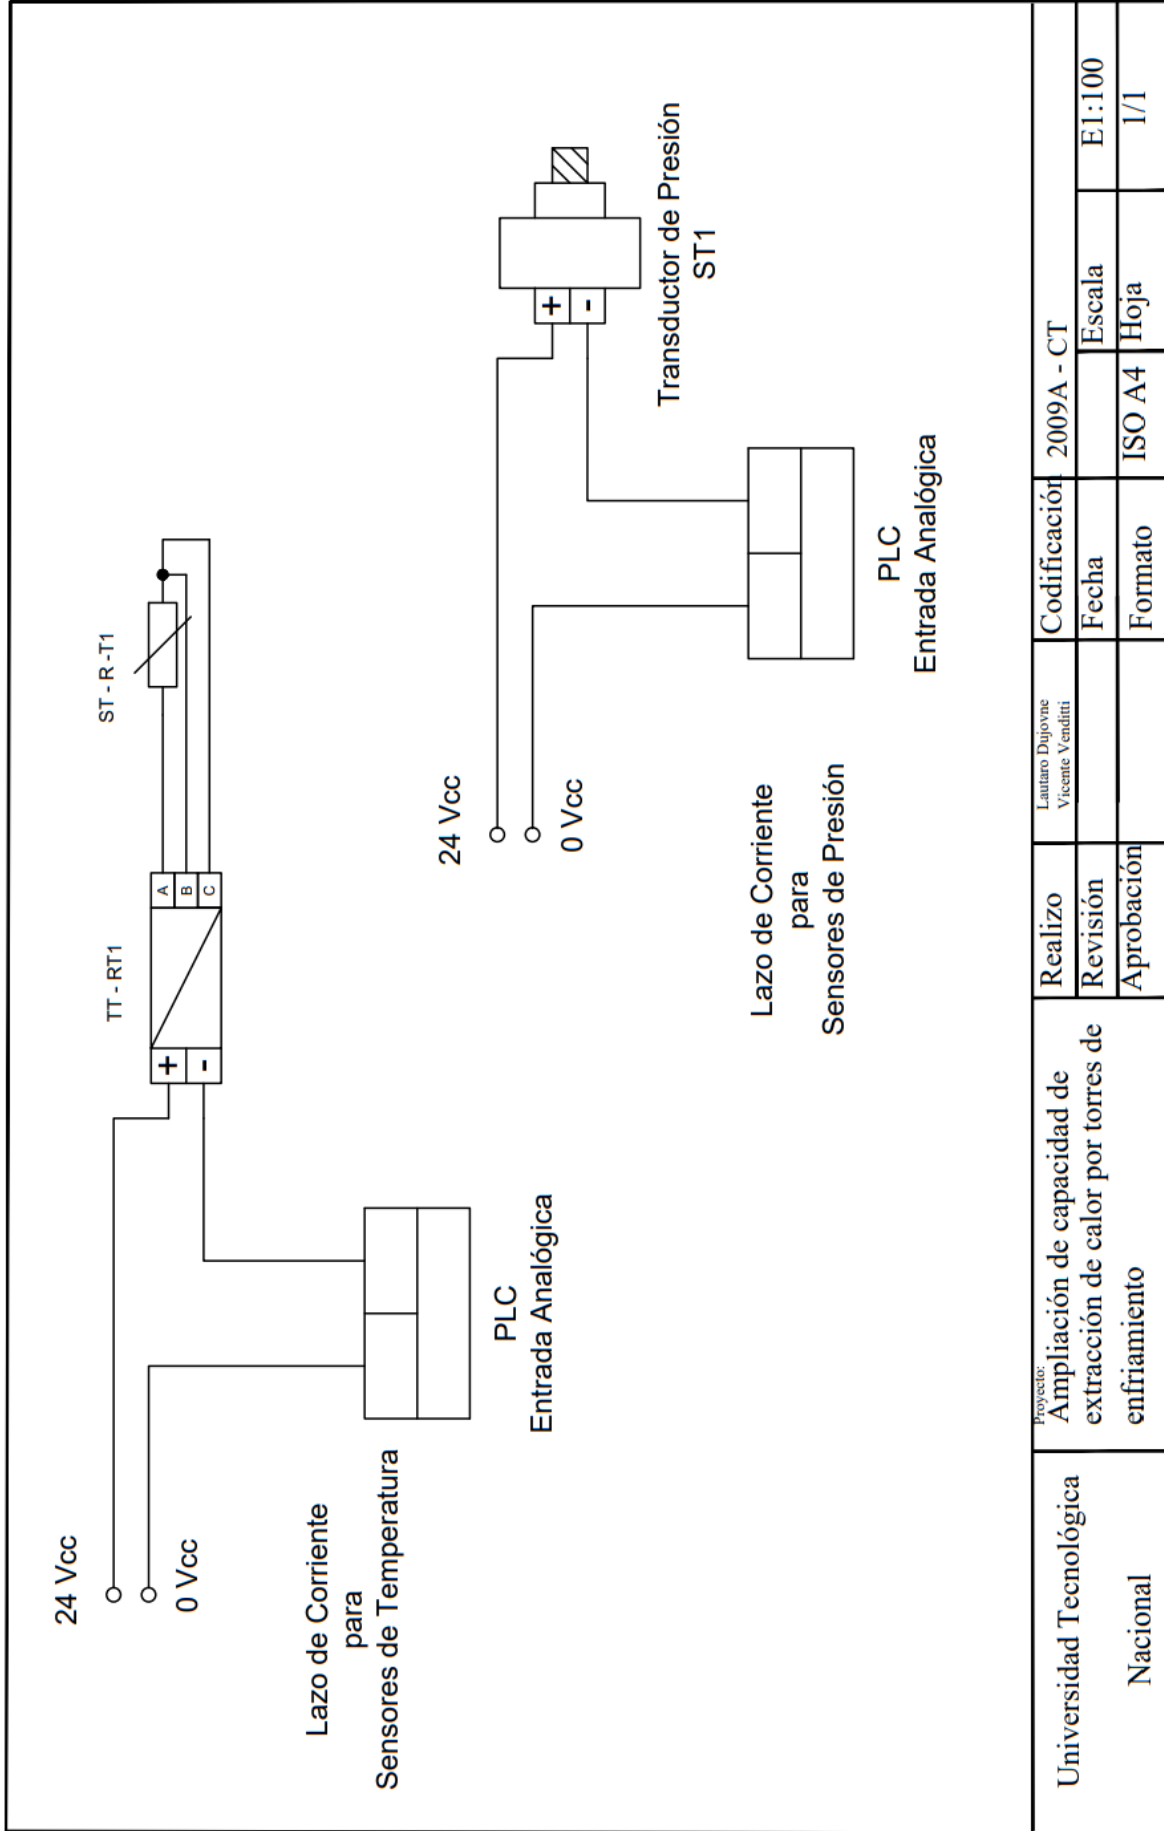 24 Vcc
0 Vcc
TT - RT1
+
-
A
B
C
ST - R -T1
Lazo de Corriente
para
Sensores de Temperatura
PLC
Entrada Analógica
24 Vcc
0 Vcc
+
-
Transductor de Presión
ST1
Lazo de Corriente
para
Sensores de Presión
PLC
Entrada Analógica
Universidad Tecnológica
Nacional
Proyecto:
Ampliación de capacidad de
extracción de calor por torres de
enfriamiento
Realizo
Lautaro Dujovne
Vicente Venditti
Codificación
2009A - CT
Revisión
Fecha
Escala
E1:100
Aprobación
Formato
ISO A4
Hoja
1/1